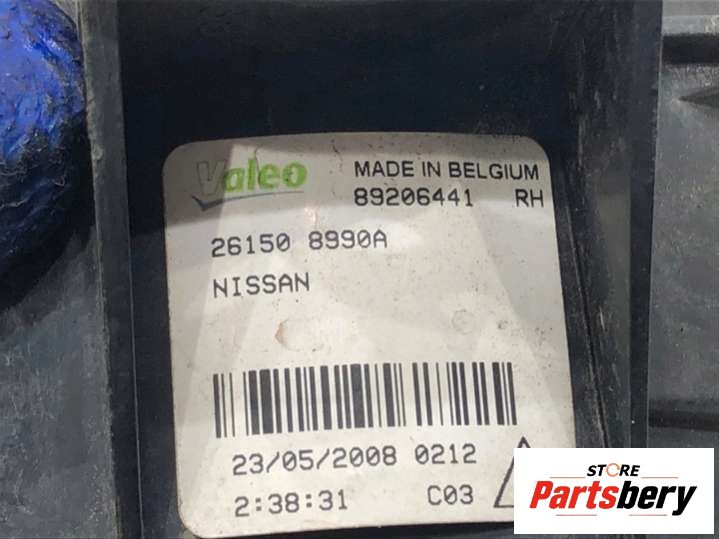 Valeo MADE IN BELGIUM
89206441 RH
26150 8990A
NISSAN
23/05/2008 0212
2:38:31 C03
STORE
Partsbery